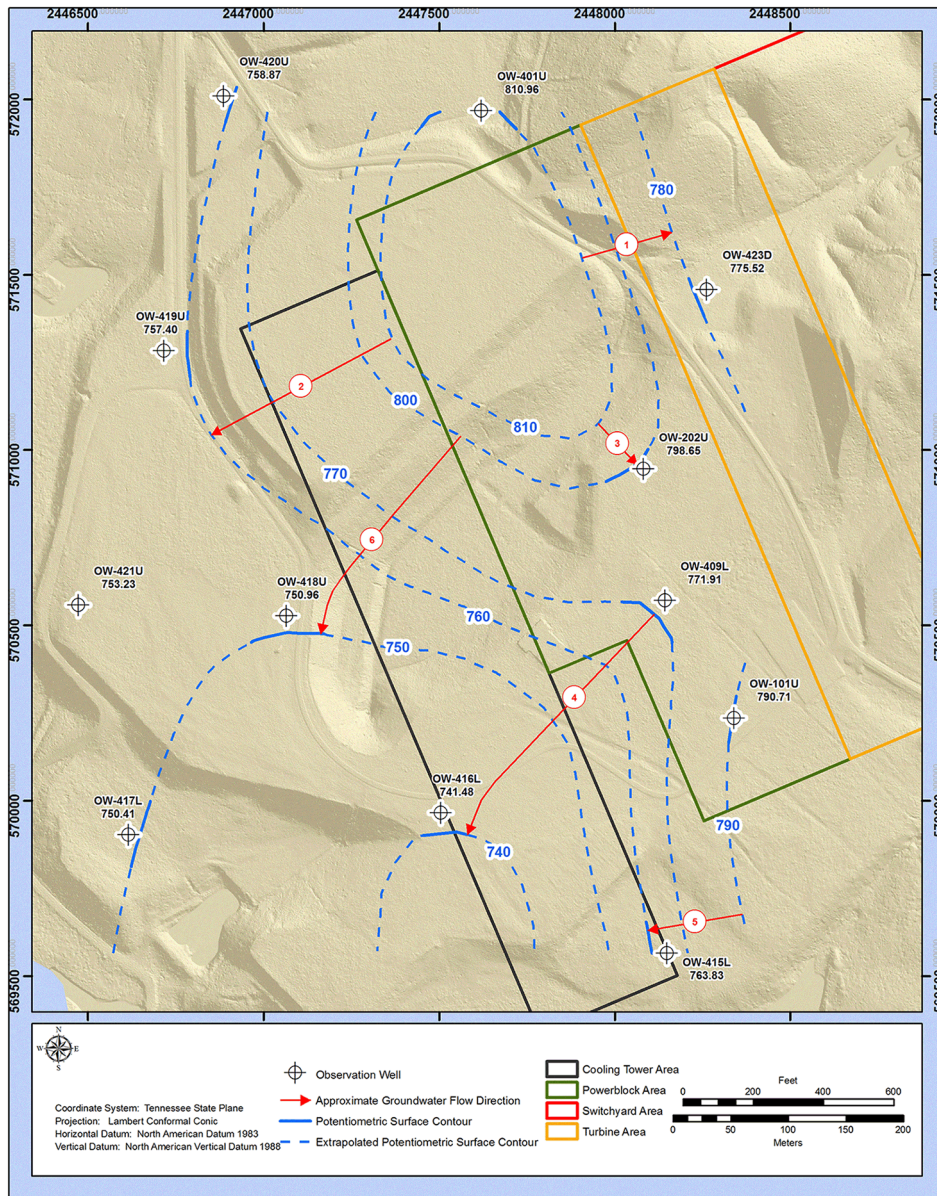 2446500
2447000
2447500
2448000
2448500
572000
571500
571000
570500
570000
569500
572000
571500
571000
570500
570000
569500
OW-420U
758.87
OW-401U
810.96
780
1
OW-423D
775.52
OW-419U
757.40
2
800
810
3
OW-202U
798.65
770
6
OW-421U
753.23
OW-418U
750.96
760
OW-409L
771.91
750
4
OW-101U
790.71
OW-416L
741.48
OW-417L
750.41
740
790
5
OW-415L
763.83
N
W
E
S
Coordinate System: Tennessee State Plane
Projection: Lambert Conformal Conic
Horizontal Datum: North American Datum 1983
Vertical Datum: North American Vertical Datum 1988
Observation Well
Approximate Groundwater Flow Direction
Potentiometric Surface Contour
Extrapolated Potentiometric Surface Contour
Cooling Tower Area
Powerblock Area
Switchyard Area
Turbine Area
Feet
0 200 400 600
0 50 100 150 200
Meters